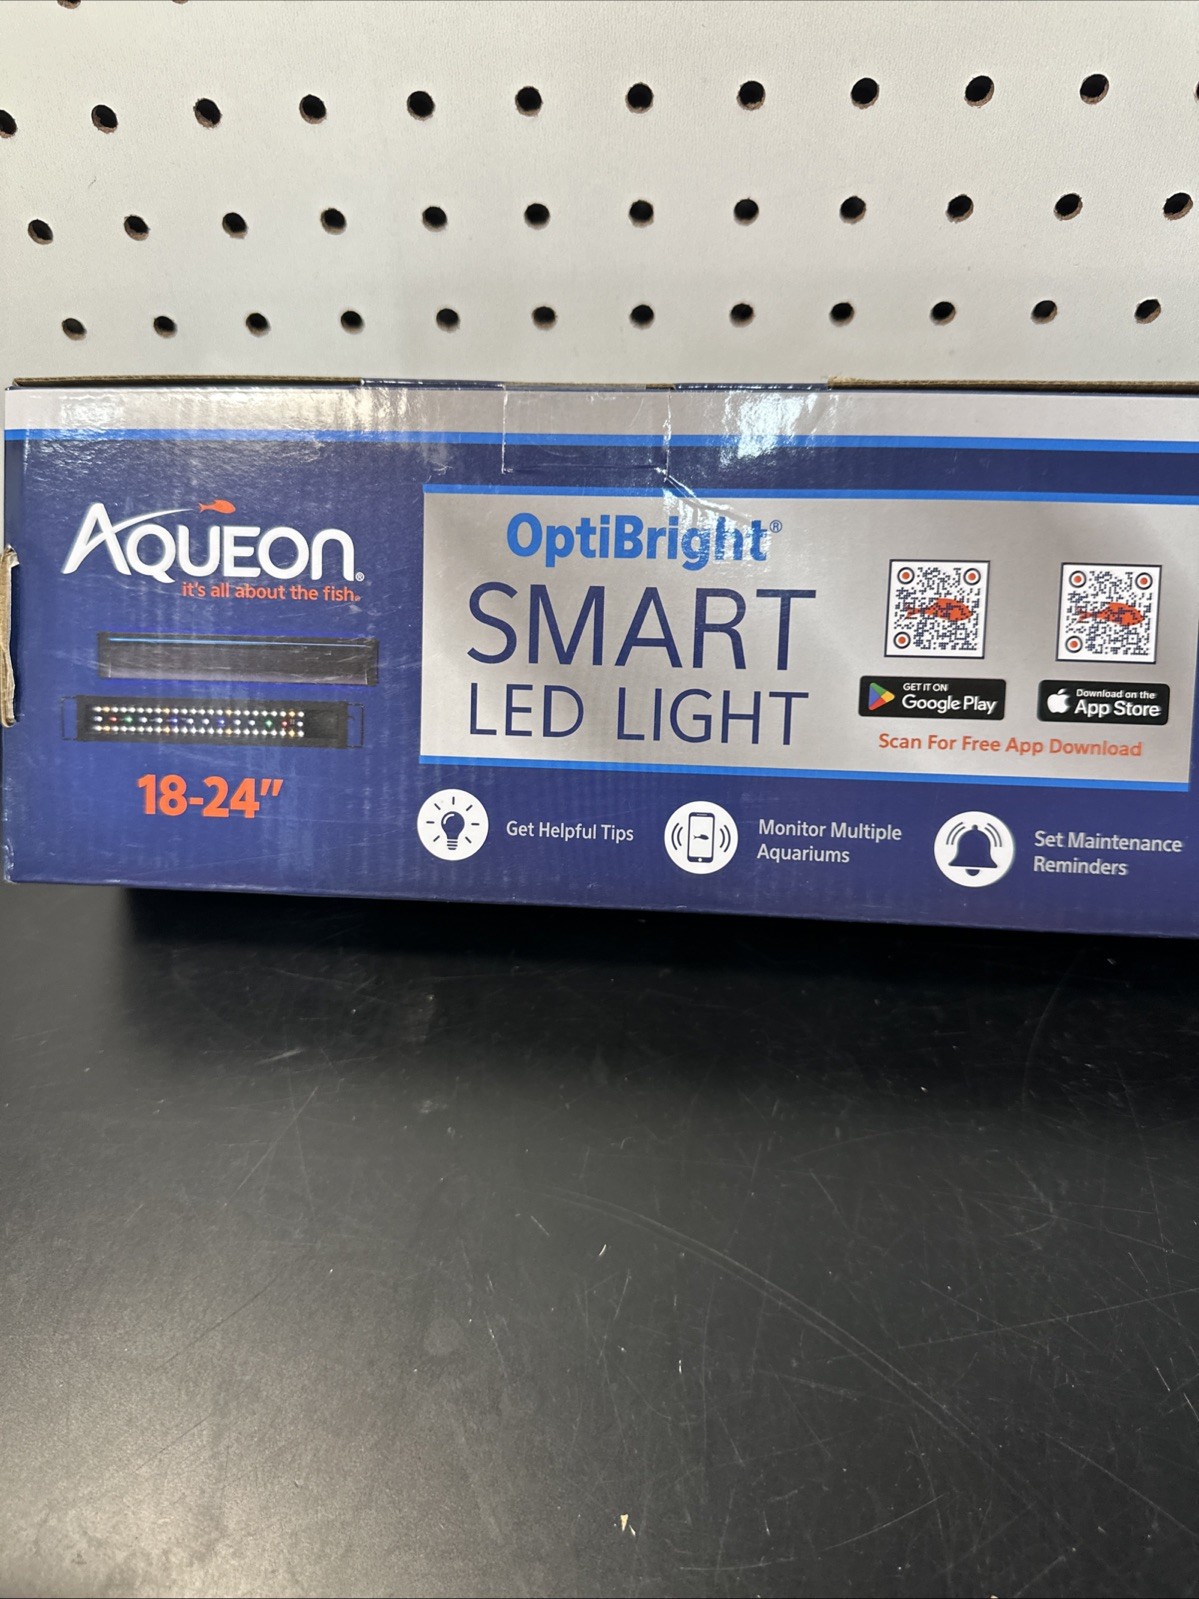 AQUEON®
it's all about the fish®
18-24"
OptiBright®
SMART
LED LIGHT
GET IT ON
Google Play
Download on the
App Store
Scan For Free App Download
Get Helpful Tips
Monitor Multiple
Aquariums
Set Maintenance
Reminders